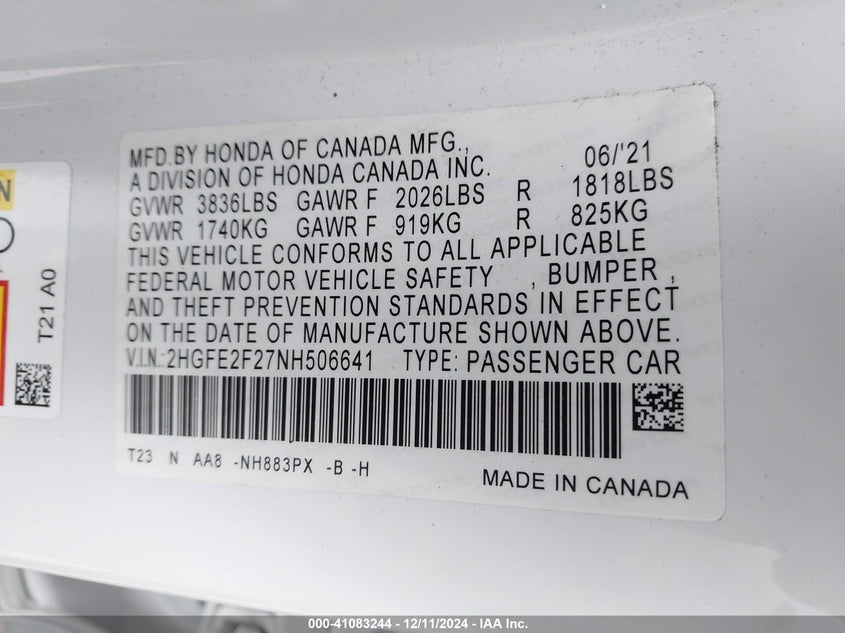 MFD.BY HONDA OF CANADA MFG.,
A DIVISION OF HONDA CANADA INC. 06/'21
GVWR 3836LBS GAWR F 2026LBS R 1818LBS
GVWR 1740KG GAWR F 919KG R 825KG
THIS VEHICLE CONFORMS TO ALL APPLICABLE
FEDERAL MOTOR VEHICLE SAFETY , BUMPER ,
AND THEFT PREVENTION STANDARDS IN EFFECT
ON THE DATE OF MANUFACTURE SHOWN ABOVE.
V.I.N.:2HGFE2F27NH506641 TYPE: PASSENGER CAR
T23 N AA8 -NH883PX -B -H
MADE IN CANADA
T21 A0
000-41083244 - 12/11/2024 - IAA Inc.